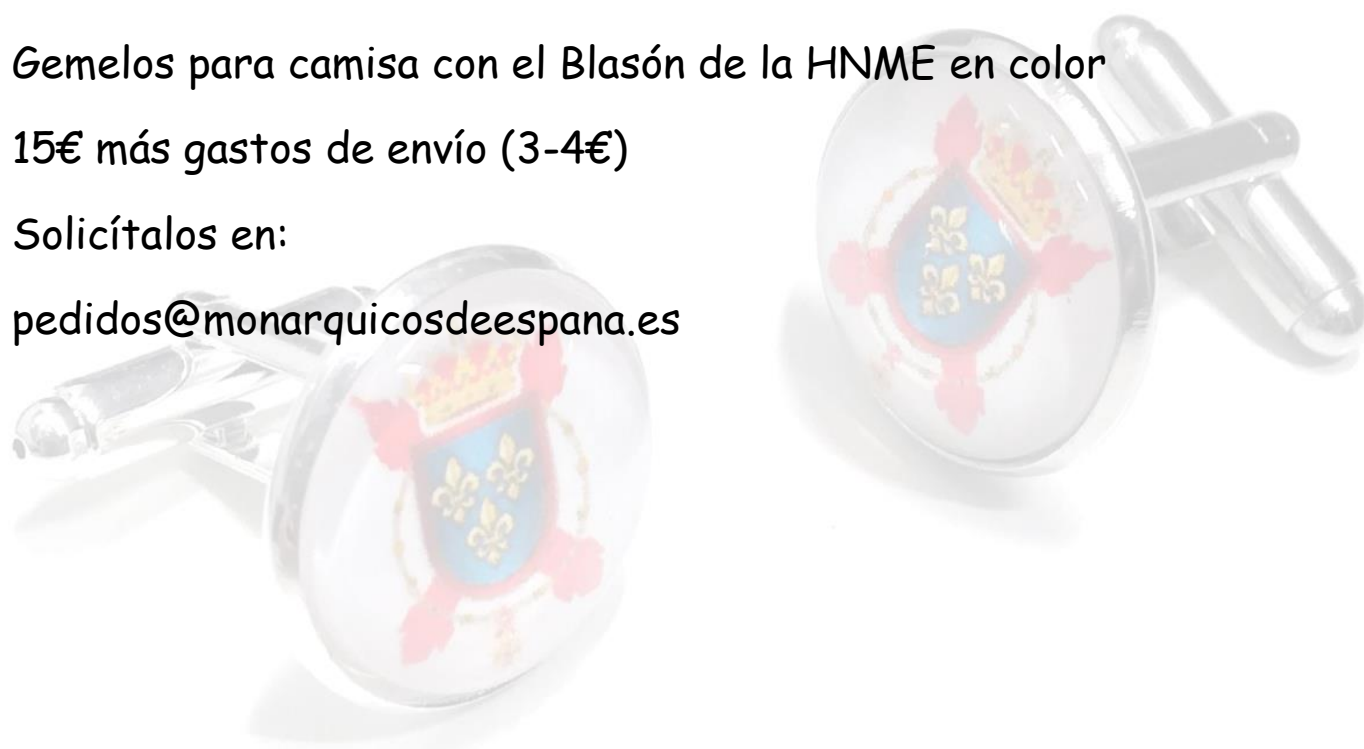 Gemelos para camisa con el Blasón de la HNME en color
15€ más gastos de envío (3-4€)
Solicítalos en:
pedidos@monarquicosdeespana.es